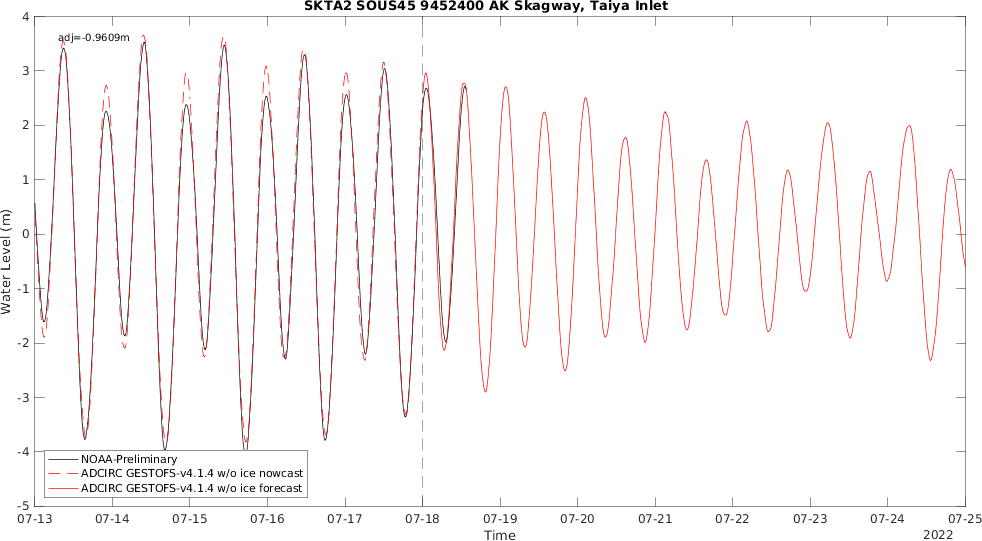 SKTA2 SOUS45 9452400 AK Skagway, Taiya Inlet
adj=-0.9609m
Water Level (m)
4
3
2
1
0
-1
-2
-3
-4
-5
NOAA-Preliminary
ADCIRC GESTOFS-v4.1.4 w/o ice nowcast
ADCIRC GESTOFS-v4.1.4 w/o ice forecast
07-13 07-14 07-15 07-16 07-17 07-18 07-19 07-20 07-21 07-22 07-23 07-24 07-25
Time
2022